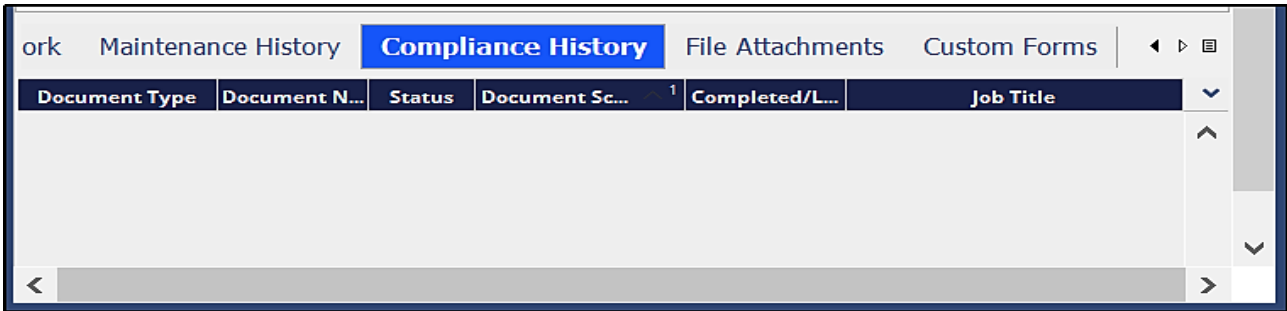 ork Maintenance History Compliance History File Attachments Custom Forms
Document Type Document N... Status Document Sc... 1 Completed/L... Job Title